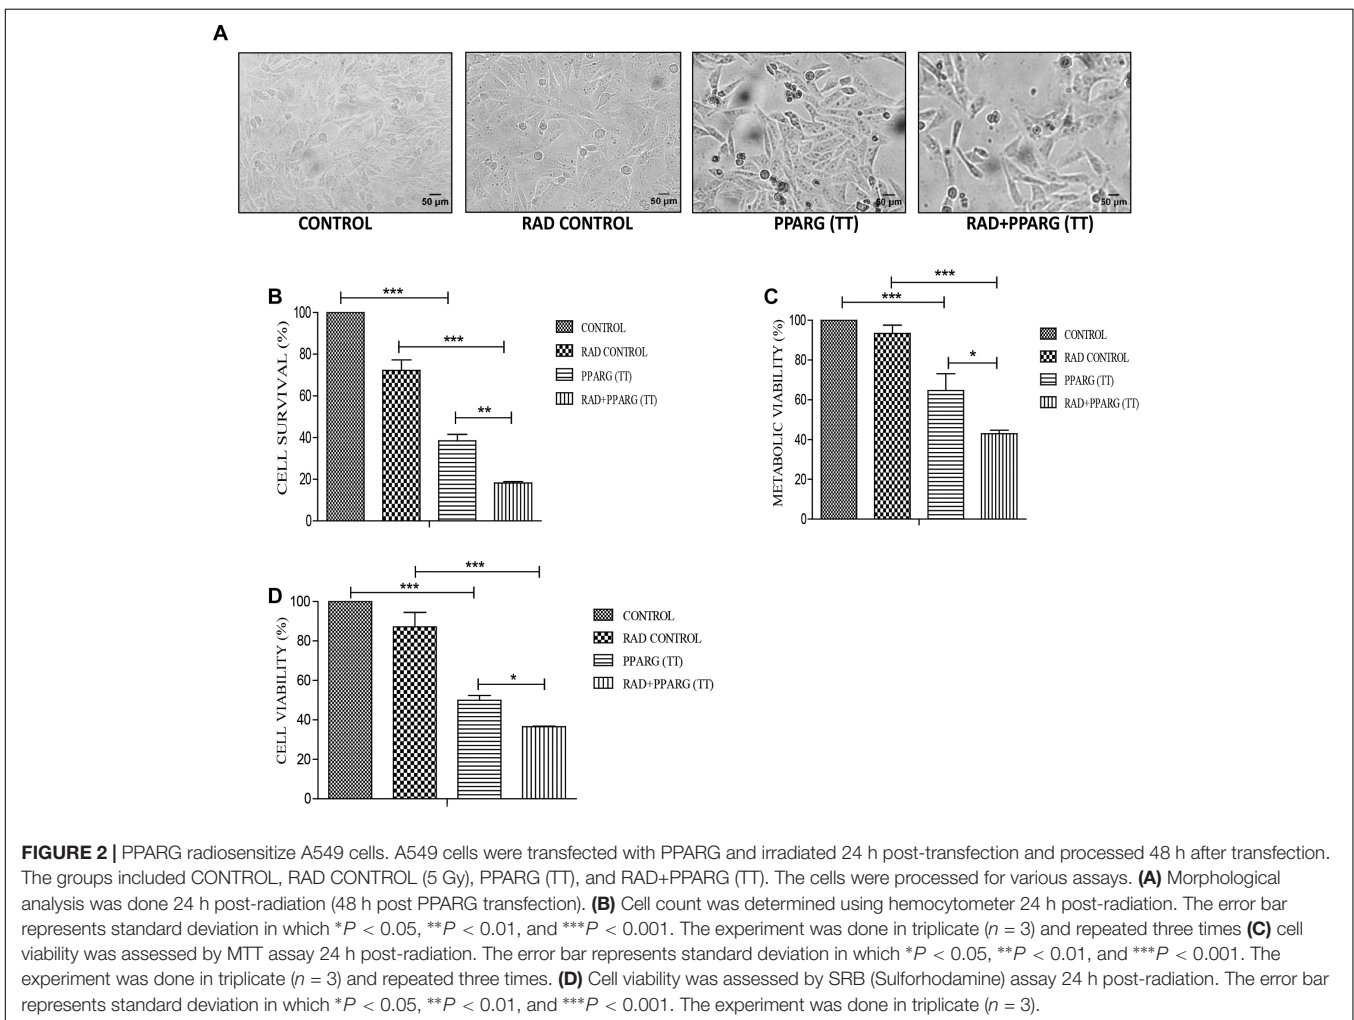 A
50 µm
50 µm
50 µm
50 µm
CONTROL
RAD CONTROL
PPARG (TT)
RAD+PPARG (TT)
B
***
***
**
CELL SURVIVAL (%)
100
80
60
40
20
0
CONTROL
RAD CONTROL
PPARG (TT)
RAD+PPARG (TT)
C
***
***
*
METABOLIC VIABILITY (%)
100
80
60
40
20
0
CONTROL
RAD CONTROL
PPARG (TT)
RAD+PPARG (TT)
D
***
***
*
CELL VIABILITY (%)
100
80
60
40
20
0
CONTROL
RAD CONTROL
PPARG (TT)
RAD+PPARG (TT)
FIGURE 2 | PPARG radiosensitize A549 cells. A549 cells were transfected with PPARG and irradiated 24 h post-transfection and processed 48 h after transfection.
The groups included CONTROL, RAD CONTROL (5 Gy), PPARG (TT), and RAD+PPARG (TT). The cells were processed for various assays. (A) Morphological
analysis was done 24 h post-radiation (48 h post PPARG transfection). (B) Cell count was determined using hemocytometer 24 h post-radiation. The error bar
represents standard deviation in which *P < 0.05, **P < 0.01, and ***P < 0.001. The experiment was done in triplicate (n = 3) and repeated three times (C) cell
viability was assessed by MTT assay 24 h post-radiation. The error bar represents standard deviation in which *P < 0.05, **P < 0.01, and ***P < 0.001. The
experiment was done in triplicate (n = 3) and repeated three times. (D) Cell viability was assessed by SRB (Sulforhodamine) assay 24 h post-radiation. The error bar
represents standard deviation in which *P < 0.05, **P < 0.01, and ***P < 0.001. The experiment was done in triplicate (n = 3).